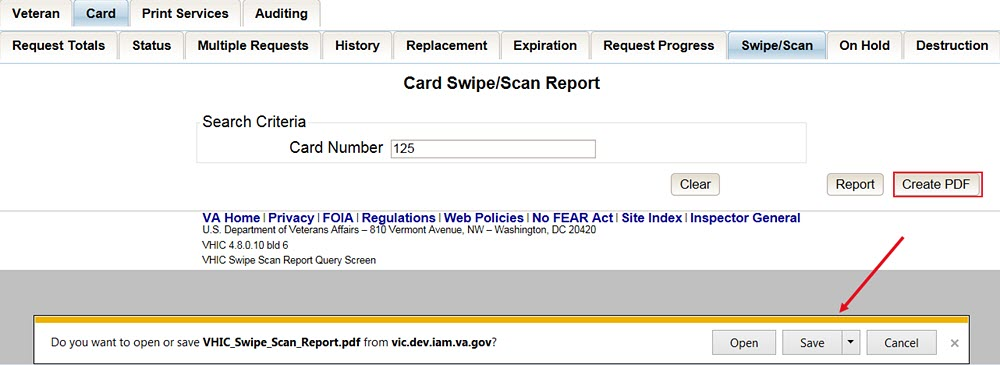 Veteran Card Print Services Auditing
Request Totals Status Multiple Requests History Replacement Expiration Request Progress Swipe/Scan On Hold Destruction
Card Swipe/Scan Report
Search Criteria
Card Number 125
Clear Report Create PDF
VA Home | Privacy | FOIA | Regulations | Web Policies | No FEAR Act | Site Index | Inspector General
U.S. Department of Veterans Affairs – 810 Vermont Avenue, NW – Washington, DC 20420
VHIC 4.8.0.10 bld 6
VHIC Swipe Scan Report Query Screen
Do you want to open or save VHIC_Swipe_Scan_Report.pdf from vic.dev.iam.va.gov? Open Save Cancel ×